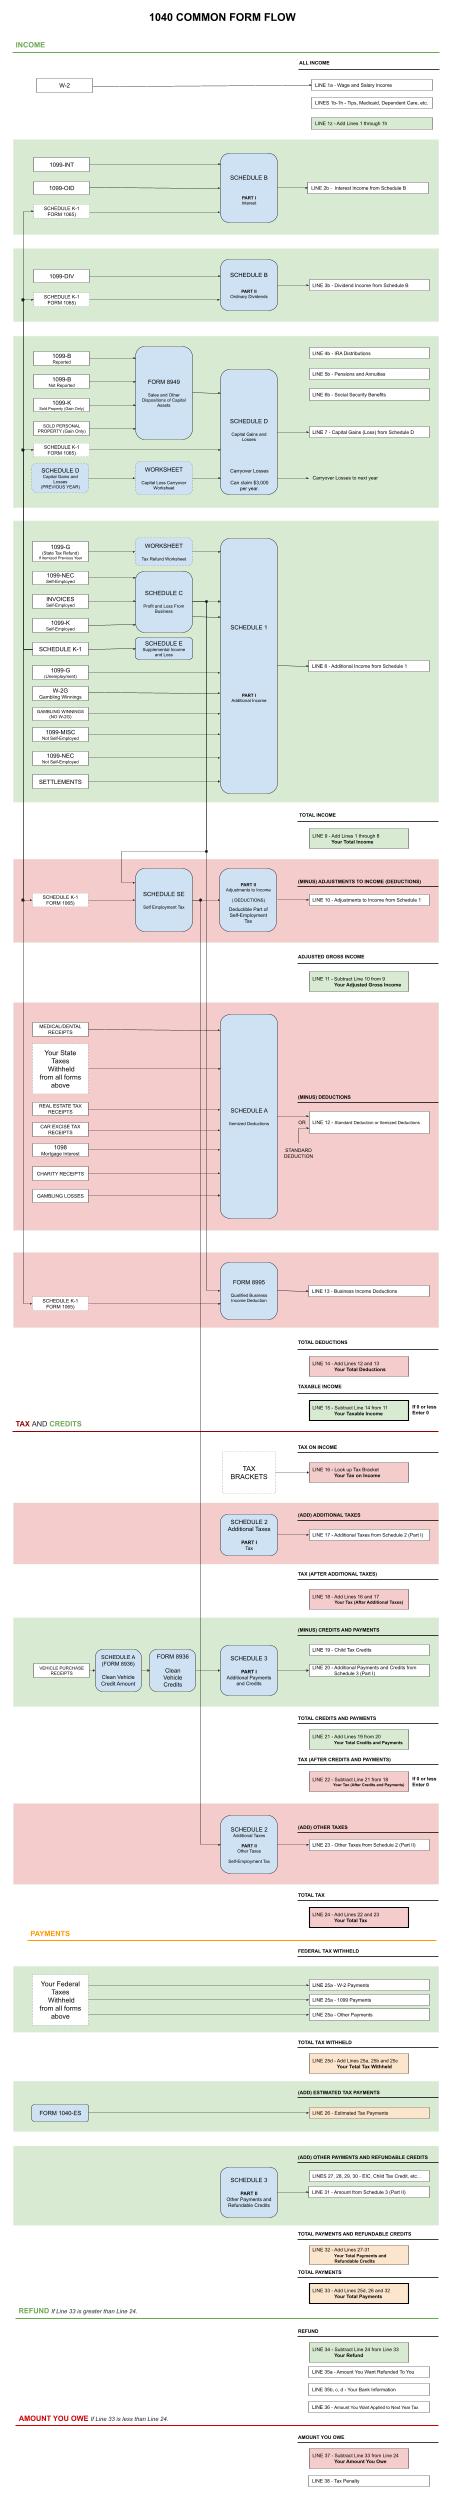 1040 COMMON FORM FLOW
INCOME
ALL INCOME
W-2
LINE 1a - Wage and Salary Income
LINES 1b-1h - Tips, Medicaid, Dependent Care, etc.
LINE 1z - Add Lines 1 through 1h
1099-INT
1099-OID
SCHEDULE K-1
FORM 1065)
SCHEDULE B
PART I
Interest
LINE 2b - Interest Income from Schedule B
1099-DIV
SCHEDULE K-1
FORM 1065)
SCHEDULE B
PART II
Ordinary Dividends
LINE 3b - Dividend Income from Schedule B
1099-B
Reported
1099-B
Not Reported
1099-K
Sold Property (Gain Only)
SOLD PERSONAL
PROPERTY (Gain Only)
SCHEDULE K-1
FORM 1065)
SCHEDULE D
Capital Gains and
Losses
(PREVIOUS YEAR)
FORM 8949
Sales and Other
Dispositions of Capital
Assets
WORKSHEET
Capital Loss Carryover
Worksheet
SCHEDULE D
Capital Gains and
Losses
Carryover Losses
Can claim $3,000
per year.
LINE 4b - IRA Distributions
LINE 5b - Pensions and Annuities
LINE 6b - Social Security Benefits
LINE 7 - Capital Gains (Loss) from Schedule D
Carryover Losses to next year
1099-G
(State Tax Refund)
If Itemized Previous Year
1099-NEC
Self-Employed
INVOICES
Self-Employed
1099-K
Self-Employed
SCHEDULE K-1
1099-G
(Unemployment)
W-2G
Gambling Winnings
GAMBLING WINNINGS
(NO W-2G)
1099-MISC
Not Self-Employed
1099-NEC
Not Self-Employed
SETTLEMENTS
WORKSHEET
Tax Refund Worksheet
SCHEDULE C
Profit and Loss From
Business
SCHEDULE E
Supplemental Income
and Loss
SCHEDULE 1
PART I
Additional Income
LINE 8 - Additional Income from Schedule 1
TOTAL INCOME
LINE 9 - Add Lines 1 through 8
Your Total Income
SCHEDULE K-1
FORM 1065)
SCHEDULE SE
Self Employment Tax
PART II
Adjustments to Income
(DEDUCTIONS)
Deductible Part of
Self-Employment
Tax
(MINUS) ADJUSTMENTS TO INCOME (DEDUCTIONS)
LINE 10 - Adjustments to Income from Schedule 1
ADJUSTED GROSS INCOME
LINE 11 - Subtract Line 10 from 9
Your Adjusted Gross Income
MEDICAL/DENTAL
RECEIPTS
Your State
Taxes
Withheld
from all forms
above
REAL ESTATE TAX
RECEIPTS
CAR EXCISE TAX
RECEIPTS
1098
Mortgage Interest
CHARITY RECEIPTS
GAMBLING LOSSES
SCHEDULE A
Itemized Deductions
(MINUS) DEDUCTIONS
OR
LINE 12 - Standard Deduction or Itemized Deductions
STANDARD
DEDUCTION
SCHEDULE K-1
FORM 1065)
FORM 8995
Qualified Business
Income Deduction
LINE 13 - Business Income Deductions
TOTAL DEDUCTIONS
LINE 14 - Add Lines 12 and 13
Your Total Deductions
TAXABLE INCOME
LINE 15 - Subtract Line 14 from 11
Your Taxable Income
If 0 or less
Enter 0
TAX AND CREDITS
TAX ON INCOME
TAX
BRACKETS
LINE 16 - Look up Tax Bracket
Your Tax on Income
SCHEDULE 2
Additional Taxes
PART I
Tax
(ADD) ADDITIONAL TAXES
LINE 17 - Additional Taxes from Schedule 2 (Part I)
TAX (AFTER ADDITIONAL TAXES)
LINE 18 - Add Lines 16 and 17
Your Tax (After Additional Taxes)
VEHICLE PURCHASE
RECEIPTS
SCHEDULE A
(FORM 8936)
Clean Vehicle
Credit Amount
FORM 8936
Clean
Vehicle
Credits
SCHEDULE 3
PART I
Additional Payments
and Credits
(MINUS) CREDITS AND PAYMENTS
LINE 19 - Child Tax Credits
LINE 20 - Additional Payments and Credits from
Schedule 3 (Part I)
TOTAL CREDITS AND PAYMENTS
LINE 21 - Add Lines 19 from 20
Your Total Credits and Payments
TAX (AFTER CREDITS AND PAYMENTS)
LINE 22 - Subtract Line 21 from 18
Your Tax (After Credits and Payments)
If 0 or less
Enter 0
SCHEDULE 2
Additional Taxes
PART II
Other Taxes
Self-Employment Tax
(ADD) OTHER TAXES
LINE 23 - Other Taxes from Schedule 2 (Part II)
TOTAL TAX
LINE 24 - Add Lines 22 and 23
Your Total Tax
PAYMENTS
FEDERAL TAX WITHHELD
Your Federal
Taxes
Withheld
from all forms
above
LINE 25a - W-2 Payments
LINE 25a - 1099 Payments
LINE 25a - Other Payments
TOTAL TAX WITHHELD
LINE 25d - Add Lines 25a, 25b and 25c
Your Total Tax Withheld
(ADD) ESTIMATED TAX PAYMENTS
FORM 1040-ES
LINE 26 - Estimated Tax Payments
(ADD) OTHER PAYMENTS AND REFUNDABLE CREDITS
SCHEDULE 3
PART II
Other Payments and
Refundable Credits
LINES 27, 28, 29, 30 - EIC, Child Tax Credit, etc...
LINE 31 - Amount from Schedule 3 (Part II)
TOTAL PAYMENTS AND REFUNDABLE CREDITS
LINE 32 - Add Lines 27-31
Your Total Payments and
Refundable Credits
TOTAL PAYMENTS
LINE 33 - Add Lines 25d, 26 and 32
Your Total Payments
REFUND If Line 33 is greater than Line 24.
REFUND
LINE 34 - Subtract Line 24 from Line 33
Your Refund
LINE 35a - Amount You Want Refunded To You
LINE 35b, c, d - Your Bank Information
LINE 36 - Amount You Want Applied to Next Year Tax
AMOUNT YOU OWE If Line 33 is less than Line 24.
AMOUNT YOU OWE
LINE 37 - Subtract Line 33 from Line 24
Your Amount You Owe
LINE 38 - Tax Penalty